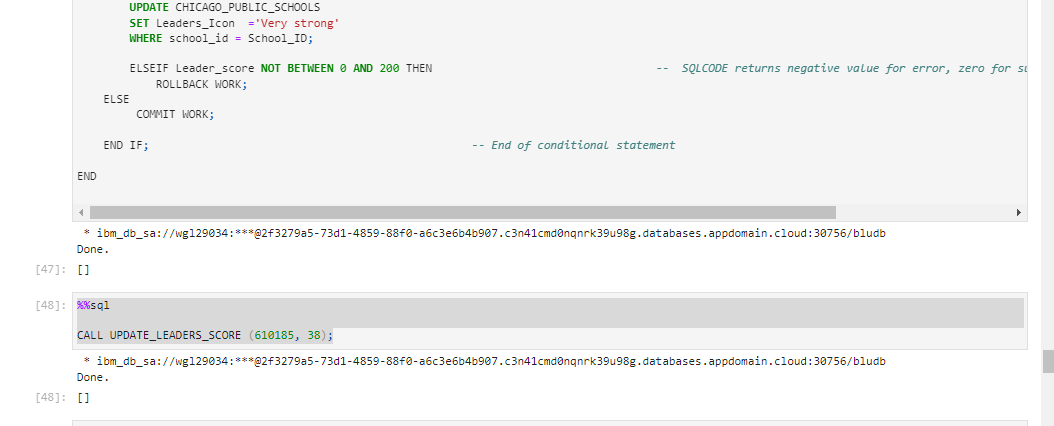 UPDATE CHICAGO_PUBLIC_SCHOOLS
SET Leaders_Icon  ='Very strong'
WHERE school_id = School_ID;
ELSEIF Leader_score NOT BETWEEN 0 AND 200 THEN -- SQLCODE returns negative value for error, zero for su
ROLLBACK WORK;
ELSE
COMMIT WORK;
END IF; -- End of conditional statement
END
* ibm_db_sa://wgl29034:***@2f3279a5-73d1-4859-88f0-a6c3e6b4b907.c3n41cmd0nqnrk39u98g.databases.appdomain.cloud:30756/bludb
Done.
[47]: []
[48]: %%sql
CALL UPDATE_LEADERS_SCORE (610185, 38);
* ibm_db_sa://wgl29034:***@2f3279a5-73d1-4859-88f0-a6c3e6b4b907.c3n41cmd0nqnrk39u98g.databases.appdomain.cloud:30756/bludb
Done.
[48]: []